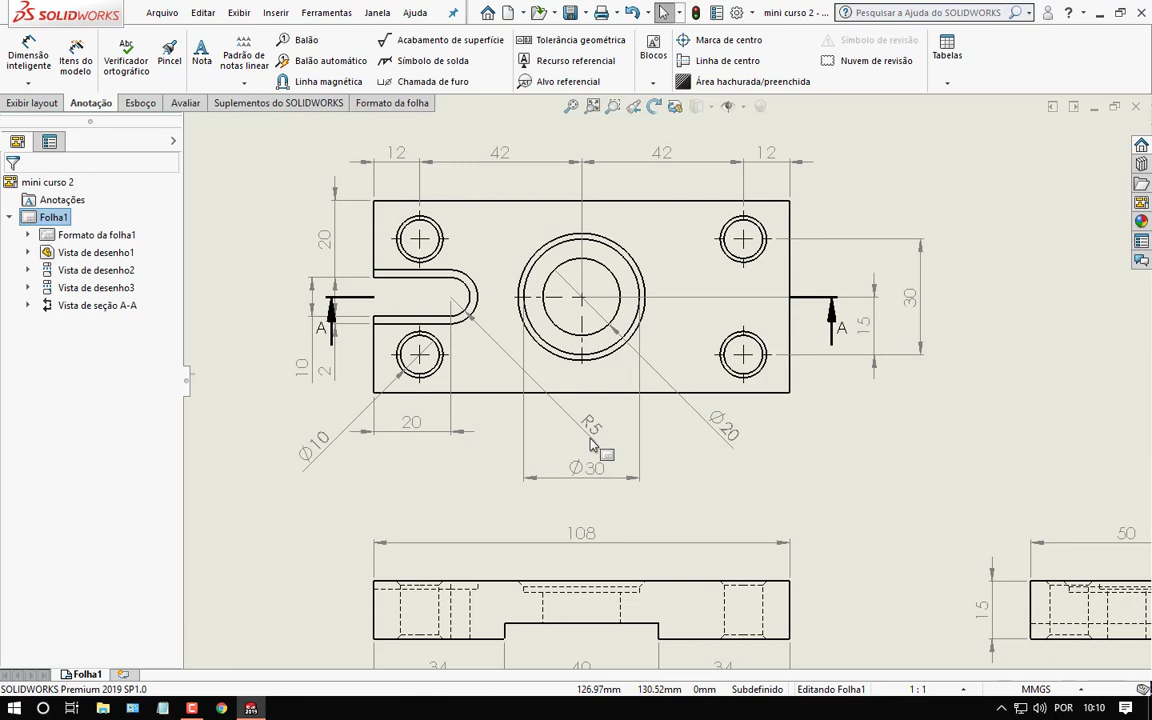 SOLIDWORKS
Arquivo Editar Exibir Inserir Ferramentas Janela Ajuda
mini curso 2 - ...
Pesquisar a Ajuda do SOLIDWORKS
Dimensão inteligente
Itens do modelo
Verificador ortográfico
Pincel
Nota
Padrão de notas linear
Balão
Balão automático
Linha magnética
Acabamento de superfície
Símbolo de solda
Chamada de furo
Tolerância geométrica
Recurso referencial
Alvo referencial
Blocos
Marca de centro
Linha de centro
Área hachurada/preenchida
Símbolo de revisão
Nuvem de revisão
Tabelas
Exibir layout Anotação Esboço Avaliar Suplementos do SOLIDWORKS Formato da folha
mini curso 2
Anotações
Folha1
Formato da folha1
Vista de desenho1
Vista de desenho2
Vista de desenho3
Vista de seção A-A
12 42 42 12
20
30
15
A A
10
2
20
Ø10
R5
Ø20
Ø30
108 50
15
34 40 34
Folha1
SOLIDWORKS Premium 2019 SP1.0
126.97mm 130.52mm 0mm Subdefinido Editando Folha1 1 : 1 MMGS
POR 10:10